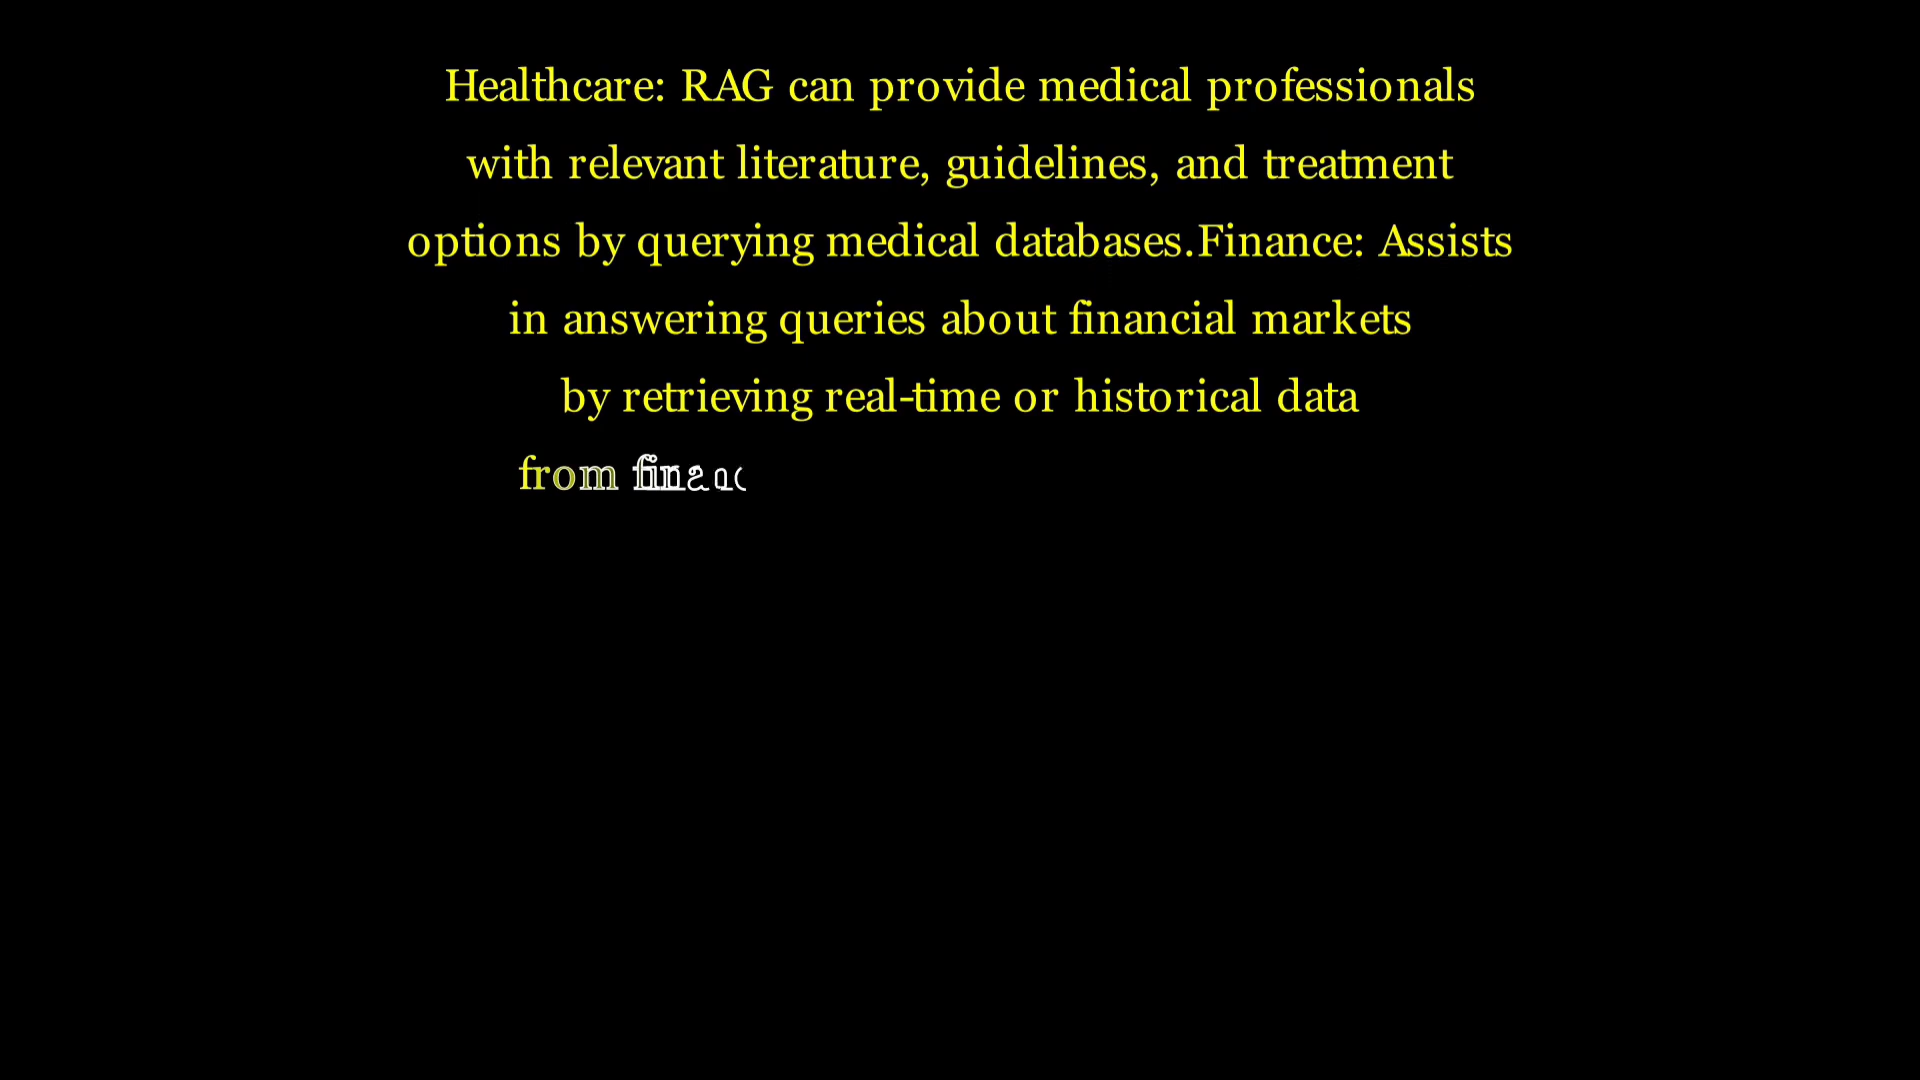 Healthcare: RAG can provide medical professionals
with relevant literature, guidelines, and treatment
options by querying medical databases.Finance: Assists
in answering queries about financial markets
by retrieving real-time or historical data
from